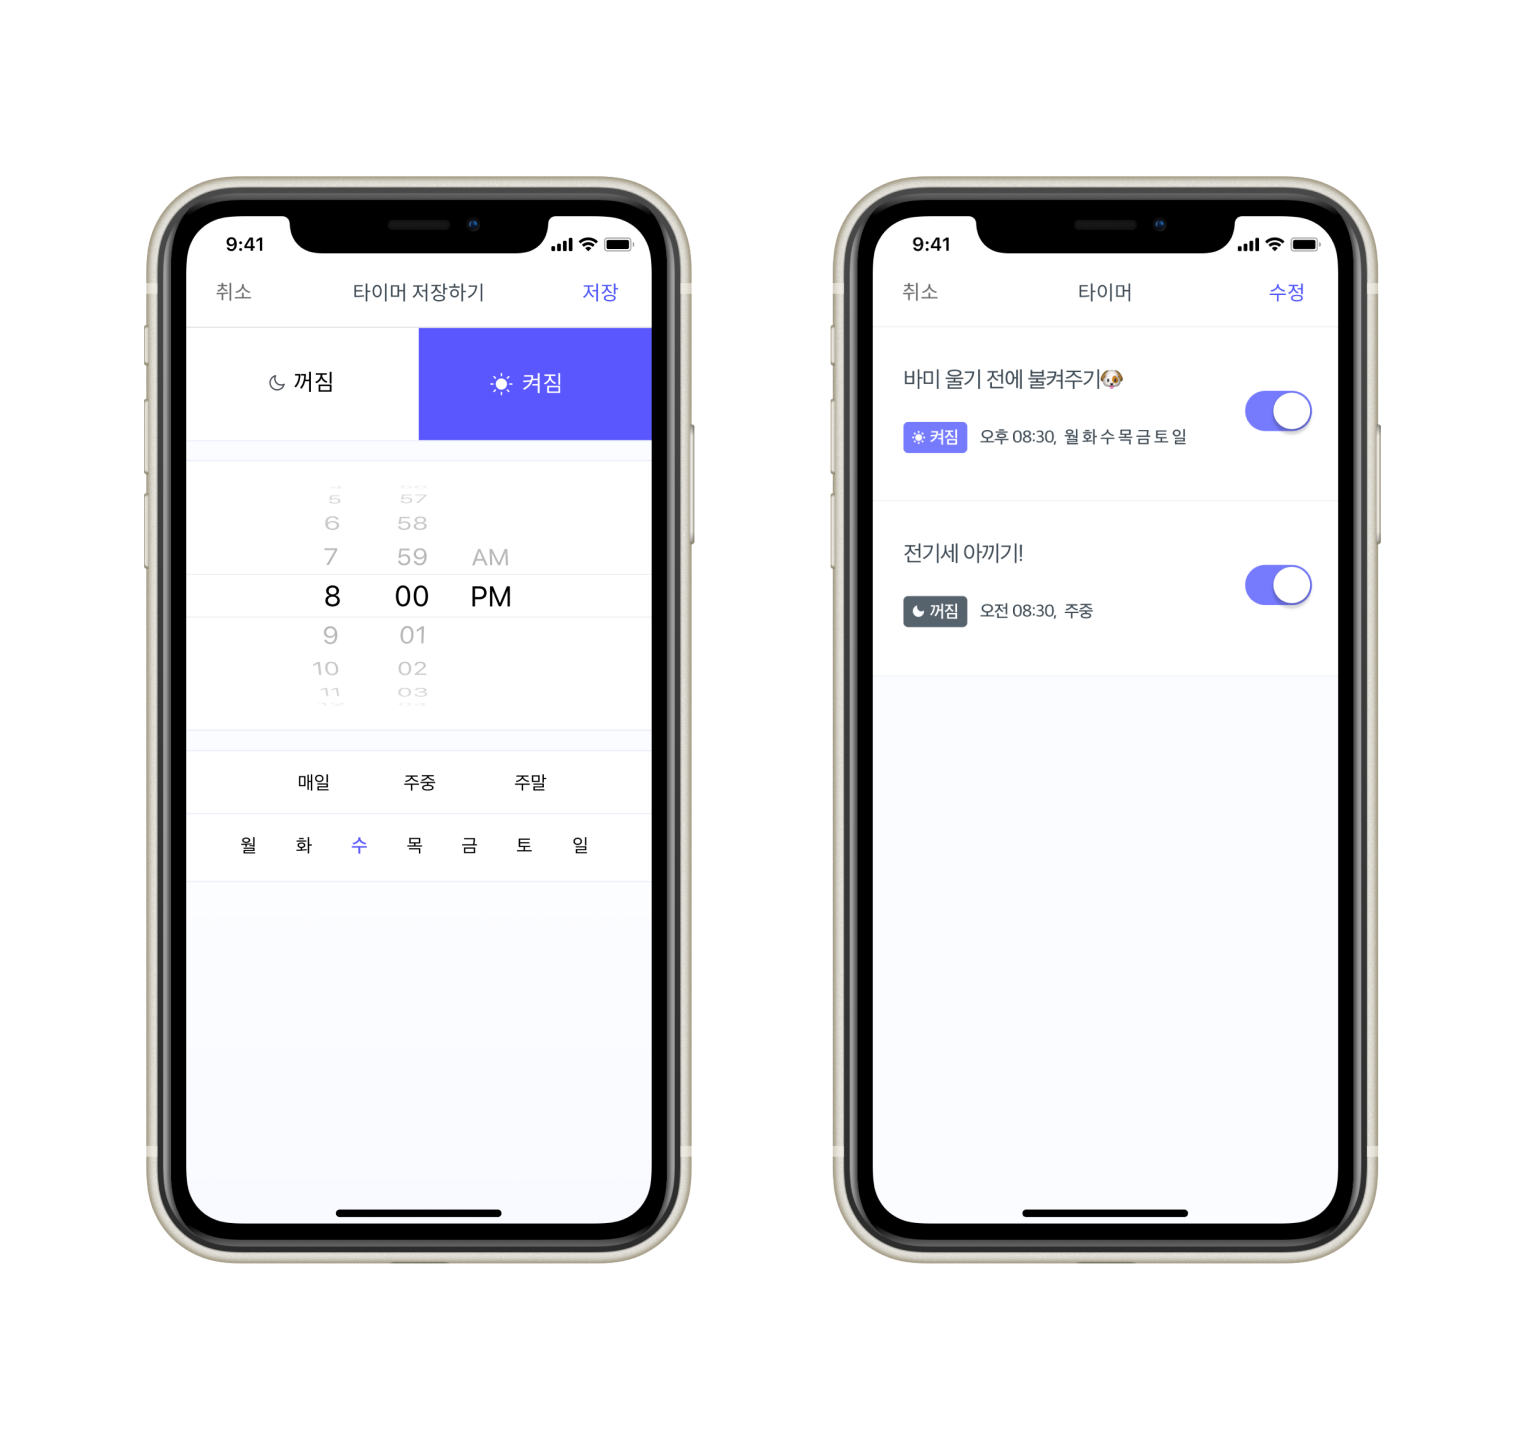 9:41
취소 타이머 저장하기 저장
꺼짐 켜짐
5 57
6 58
7 59 AM
8 00 PM
9 01
10 02
11 03
매일 주중 주말
월 화 수 목 금 토 일
9:41
취소 타이머 수정
바미 울기 전에 불켜주기🐶
켜짐 오후 08:30, 월 화 수 목 금 토 일
전기세 아끼기!
꺼짐 오전 08:30, 주중